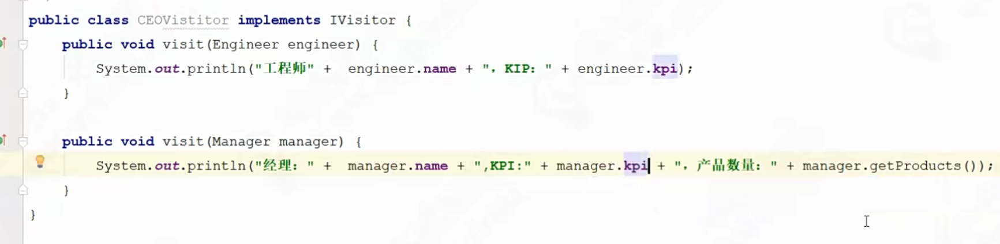 public class CEOVistitor implements IVisitor {
public void visit(Engineer engineer) {
System.out.println("工程师" +  engineer.name + ", KIP: " + engineer.kpi);
}
public void visit(Manager manager) {
System.out.println("经理: " +  manager.name + ",KPI:" + manager.kpi + ", 产品数量: " + manager.getProducts());
}
}